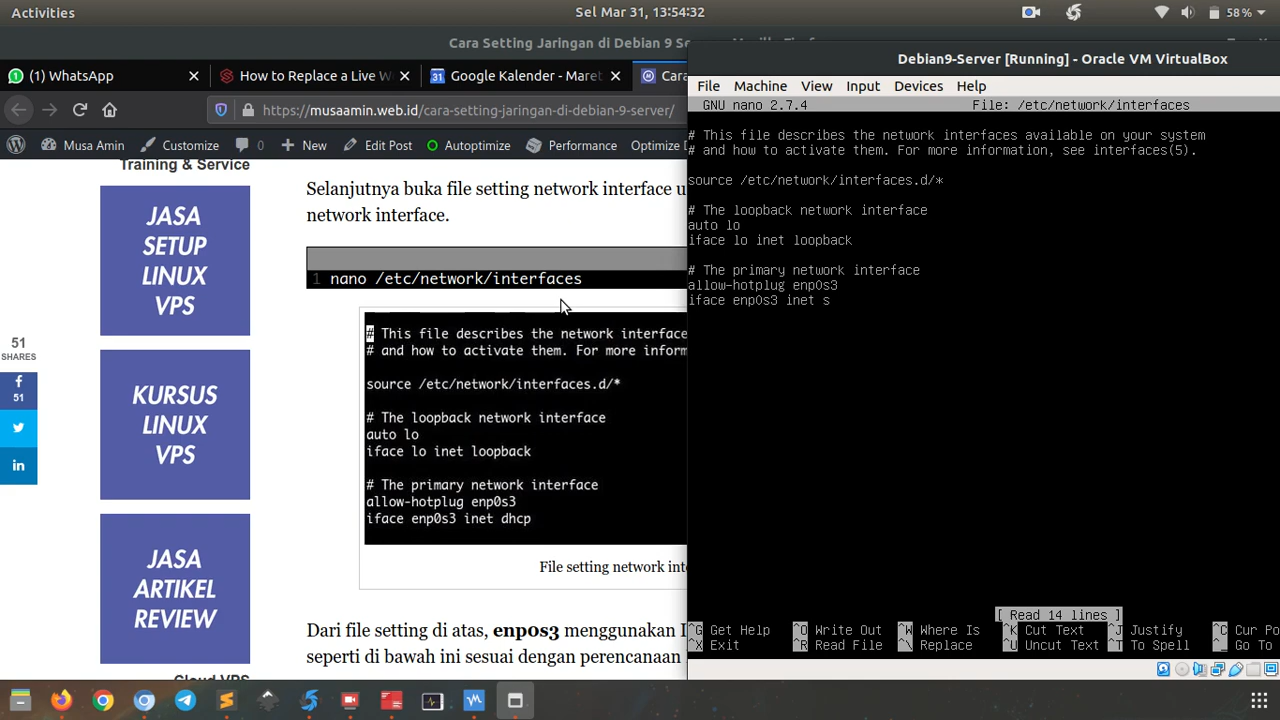 Activities
Sel Mar 31, 13:54:32
58 %
Cara Setting Jaringan di Debian 9 Se
(1) WhatsApp
How to Replace a Live W
Google Kalender - Maret
Cara
https://musaamin.web.id/cara-setting-jaringan-di-debian-9-server/
Musa Amin
Customize
0
New
Edit Post
Autoptimize
Performance
Optimize D
Training & Service
JASA
SETUP
LINUX
VPS
KURSUS
LINUX
VPS
JASA
ARTIKEL
REVIEW
Cloud VPS
51
SHARES
51
Selanjutnya buka file setting network interface u
network interface.
1 nano /etc/network/interfaces
# This file describes the network interface
# and how to activate them. For more inform
source /etc/network/interfaces.d/*
# The loopback network interface
auto lo
iface lo inet loopback
# The primary network interface
allow-hotplug enp0s3
iface enp0s3 inet dhcp
File setting network int
Dari file setting di atas, enp0s3 menggunakan
seperti di bawah ini sesuai dengan perencanaan
Debian9-Server [Running] - Oracle VM VirtualBox
File
Machine
View
Input
Devices
Help
GNU nano 2.7.4
File: /etc/network/interfaces
# This file describes the network interfaces available on your system
# and how to activate them. For more information, see interfaces(5).
source /etc/network/interfaces.d/*
# The loopback network interface
auto lo
iface lo inet loopback
# The primary network interface
allow-hotplug enp0s3
iface enp0s3 inet s
[ Read 14 lines ]
^G Get Help ^O Write Out ^W Where Is ^K Cut Text ^J Justify ^C Cur Po
^X Exit ^R Read File ^\ Replace ^U Uncut Text ^T To Spell ^_ Go To